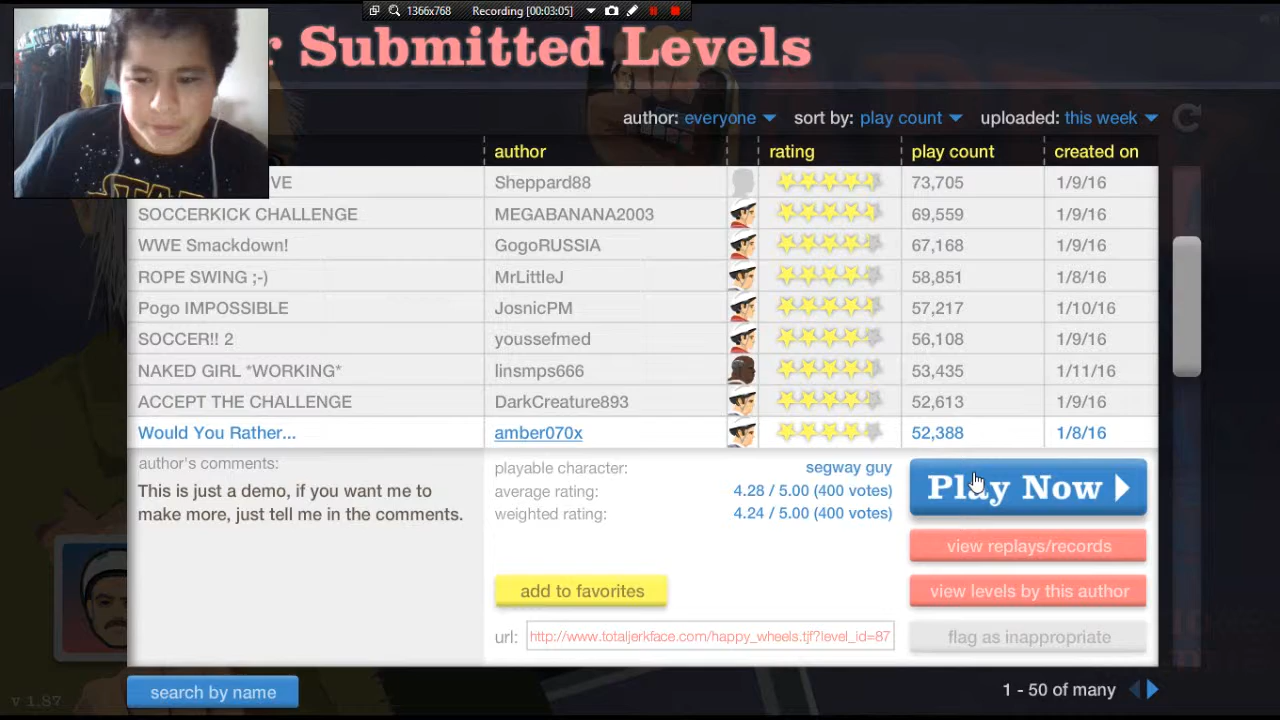 1366x768 Recording [00:03:05]
r Submitted Levels
author: everyone sort by: play count uploaded: this week
author rating play count created on
VE Sheppard88 73,705 1/9/16
SOCCERKICK CHALLENGE MEGABANANA2003 69,559 1/9/16
WWE Smackdown! GogoRUSSIA 67,168 1/9/16
ROPE SWING ;-) MrLittleJ 58,851 1/8/16
Pogo IMPOSSIBLE JosnicPM 57,217 1/10/16
SOCCER!! 2 youssefmed 56,108 1/9/16
NAKED GIRL *WORKING* linsmps666 53,435 1/11/16
ACCEPT THE CHALLENGE DarkCreature893 52,613 1/9/16
Would You Rather... amber070x 52,388 1/8/16
author's comments:
This is just a demo, if you want me to
make more, just tell me in the comments.
playable character: segway guy
average rating: 4.28 / 5.00 (400 votes)
weighted rating: 4.24 / 5.00 (400 votes)
Play Now
view replays/records
add to favorites
view levels by this author
url: http://www.totaljerkface.com/happy_wheels.tjf?level_id=87
flag as inappropriate
v 1.87
search by name
1 - 50 of many